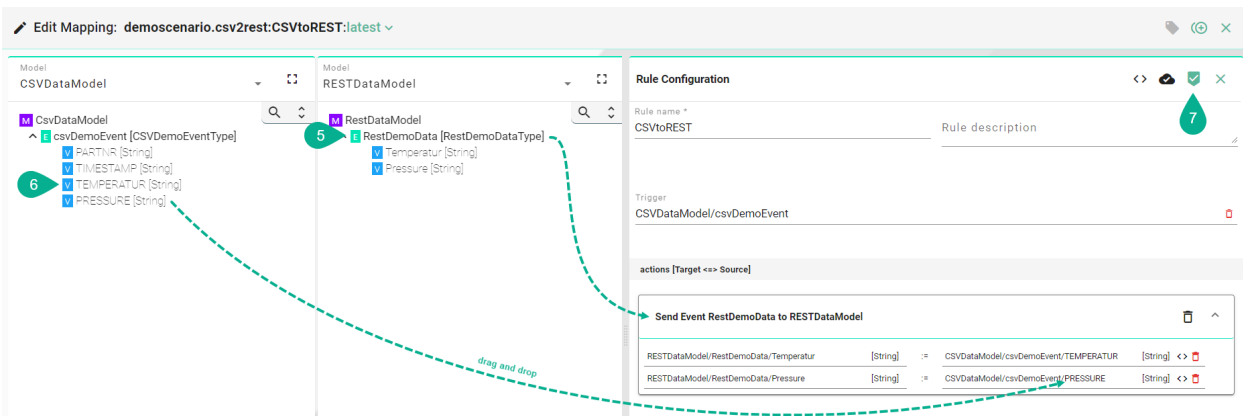 Edit Mapping: demoscenario.csv2rest:CSVtoREST:latest
Model
CSVDataModel
M CsvDataModel
E csvDemoEvent [CSVDemoEventType]
V PARTNR [String]
V TIMESTAMP [String]
6 V TEMPERATUR [String]
V PRESSURE [String]
Model
RESTDataModel
M RestDataModel
5 E RestDemoData [RestDemoDataType]
V Temperatur [String]
V Pressure [String]
drag and drop
Rule Configuration
7
Rule name *
CSVtoREST
Rule description
Trigger
CSVDataModel/csvDemoEvent
actions [Target <=> Source]
Send Event RestDemoData to RESTDataModel
RESTDataModel/RestDemoData/Temperatur [String] := CSVDataModel/csvDemoEvent/TEMPERATUR [String] <>
RESTDataModel/RestDemoData/Pressure [String] := CSVDataModel/csvDemoEvent/PRESSURE [String] <>